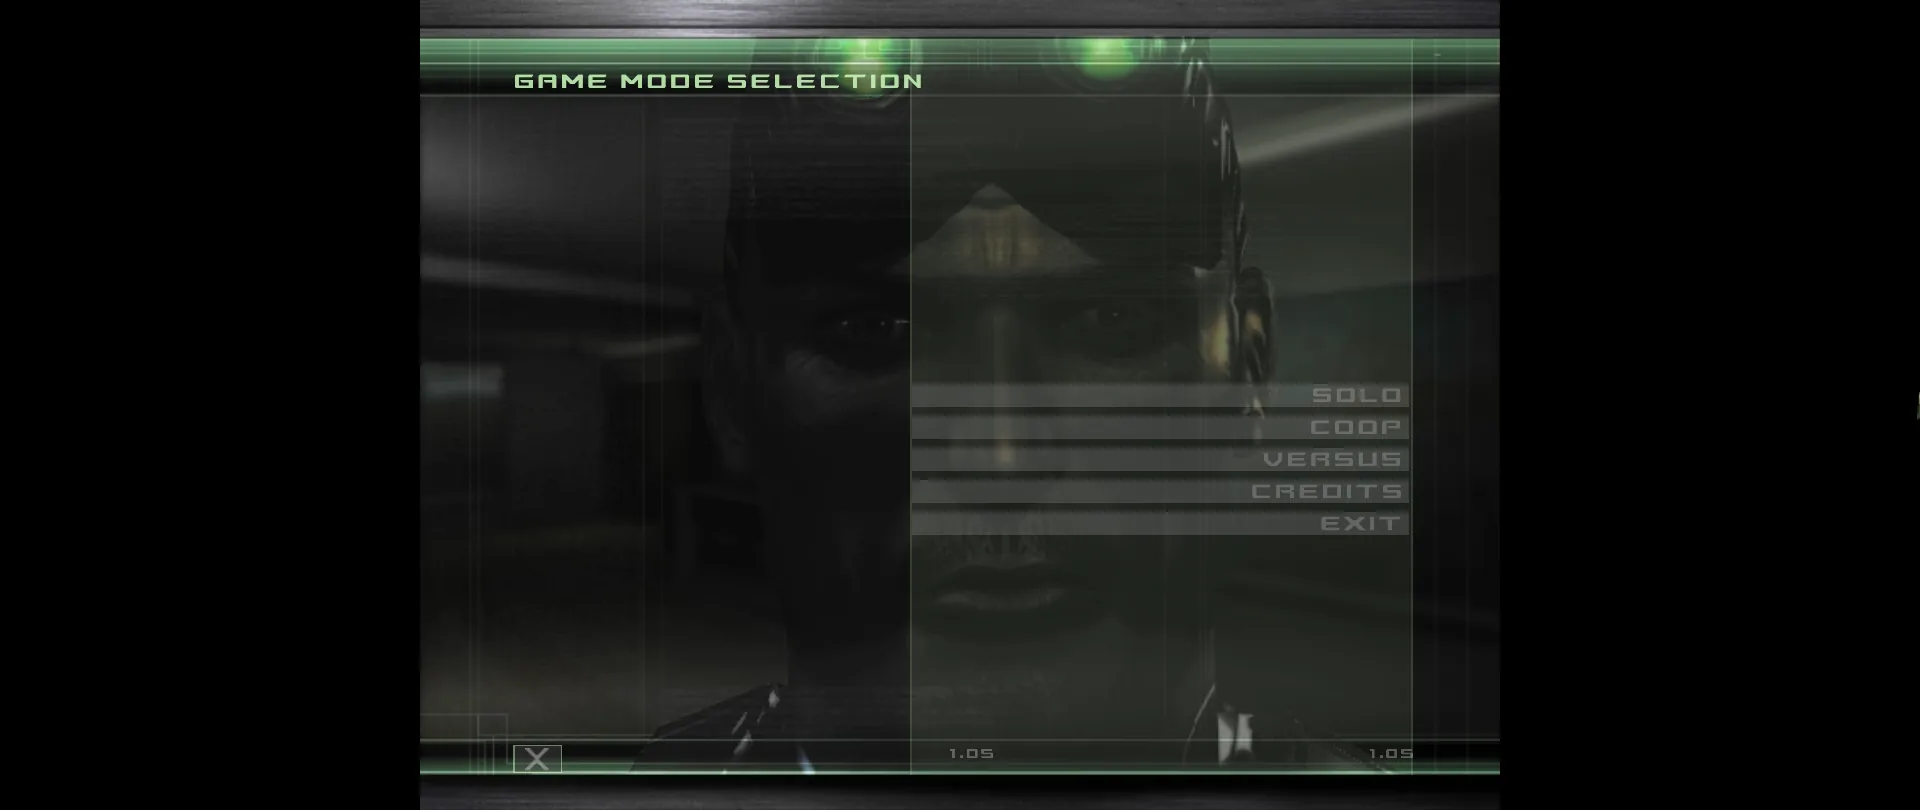 GAME MODE SELECTION
SOLO
COOP
VERSUS
CREDITS
EXIT
X
1.05
1.05